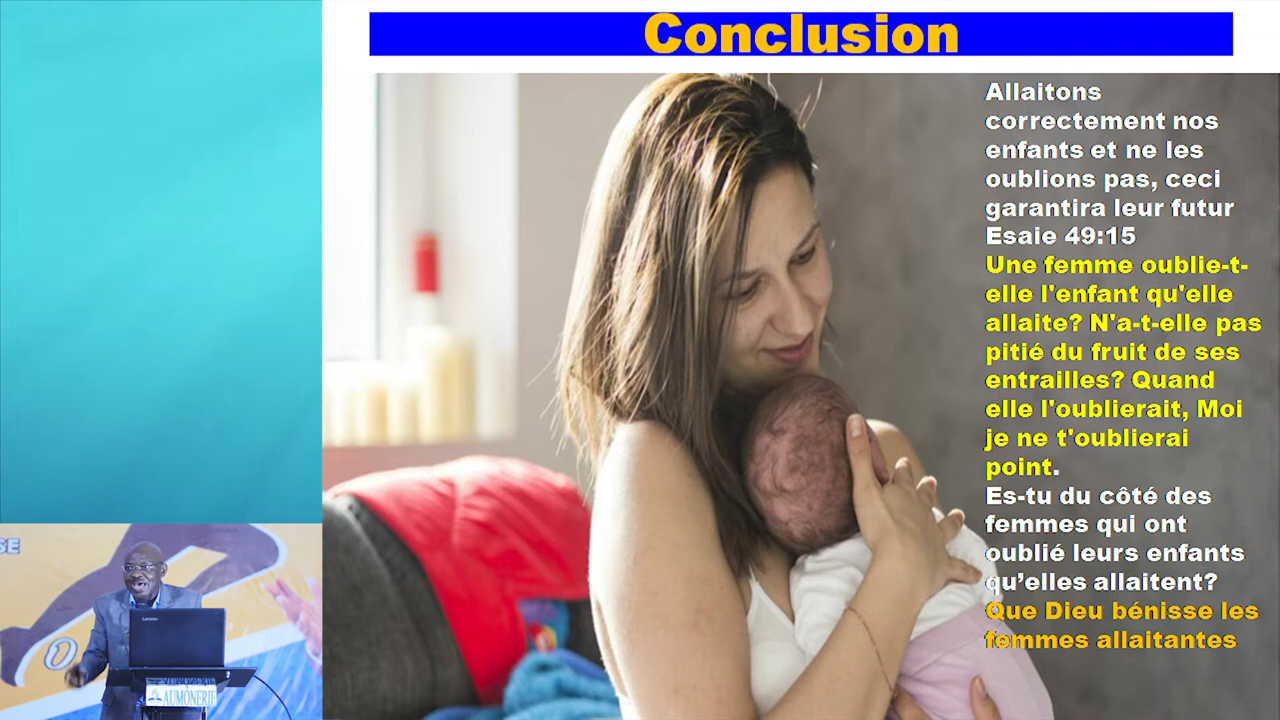 Conclusion
Allaitons
correctement nos
enfants et ne les
oublions pas, ceci
garantira leur futur
Esaie 49:15
Une femme oublie-t-
elle l'enfant qu'elle
allaite? N'a-t-elle pas
pitié du fruit de ses
entrailles? Quand
elle l'oublierait, Moi
je ne t'oublierai
point.
Es-tu du côté des
femmes qui ont
oublié leurs enfants
qu’elles allaitent?
Que Dieu bénisse les
femmes allaitantes
SE
Lenovo
AUMÔNERIE